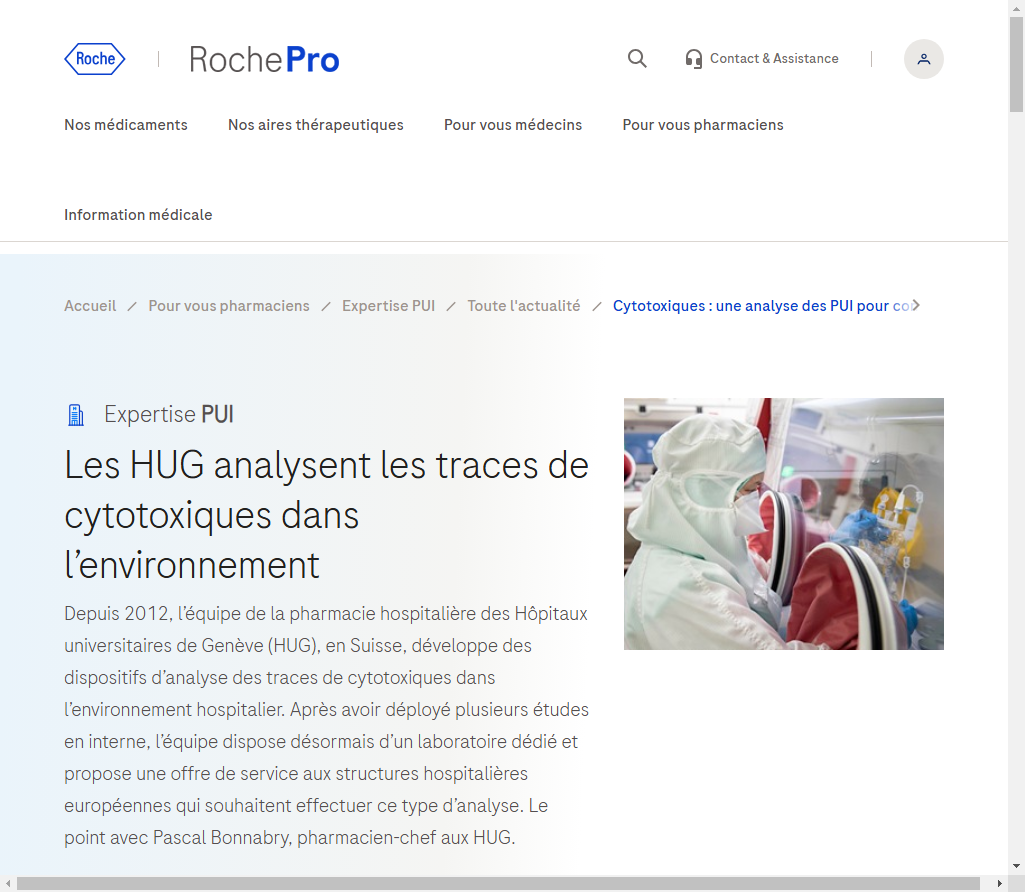 Roche
RochePro
Contact & Assistance
Nos médicaments
Nos aires thérapeutiques
Pour vous médecins
Pour vous pharmaciens
Information médicale
Accueil / Pour vous pharmaciens / Expertise PUI / Toute l'actualité / Cytotoxiques : une analyse des PUI pour
Expertise PUI
Les HUG analysent les traces de
cytotoxiques dans
l’environnement
Depuis 2012, l’équipe de la pharmacie hospitalière des Hôpitaux
universitaires de Genève (HUG), en Suisse, développe des
dispositifs d’analyse des traces de cytotoxiques dans
l’environnement hospitalier. Après avoir déployé plusieurs études
en interne, l’équipe dispose désormais d’un laboratoire dédié et
propose une offre de service aux structures hospitalières
européennes qui souhaitent effectuer ce type d’analyse. Le
point avec Pascal Bonnabry, pharmacien-chef aux HUG.